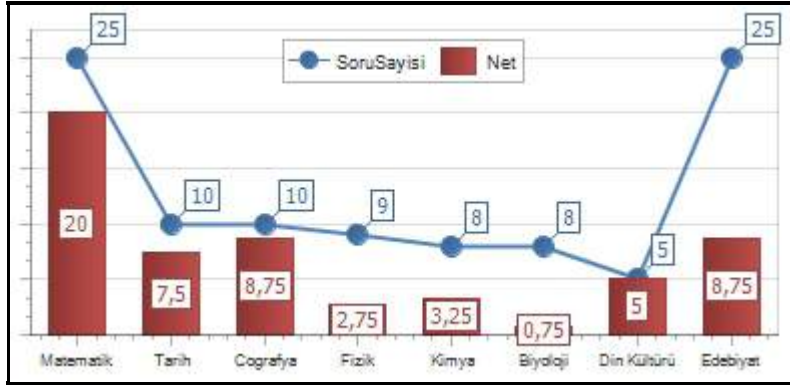 25
25
SoruSayisi
Net
10
10
9
8
8
5
20
7,5
8,75
2,75
3,25
0,75
5
8,75
Matematik
Tarih
Cografya
Fizik
Kimya
Biyoloji
Din Kültürü
Edebiyat